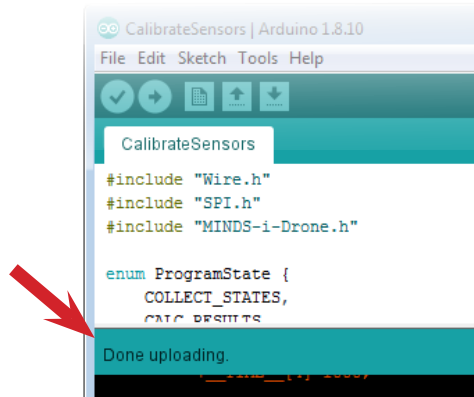 CalibrateSensors | Arduino 1.8.10
File Edit Sketch Tools Help
CalibrateSensors
#include "Wire.h"
#include "SPI.h"
#include "MINDS-i-Drone.h"
enum ProgramState {
COLLECT_STATES,
CALC_RESULTS
Done uploading.